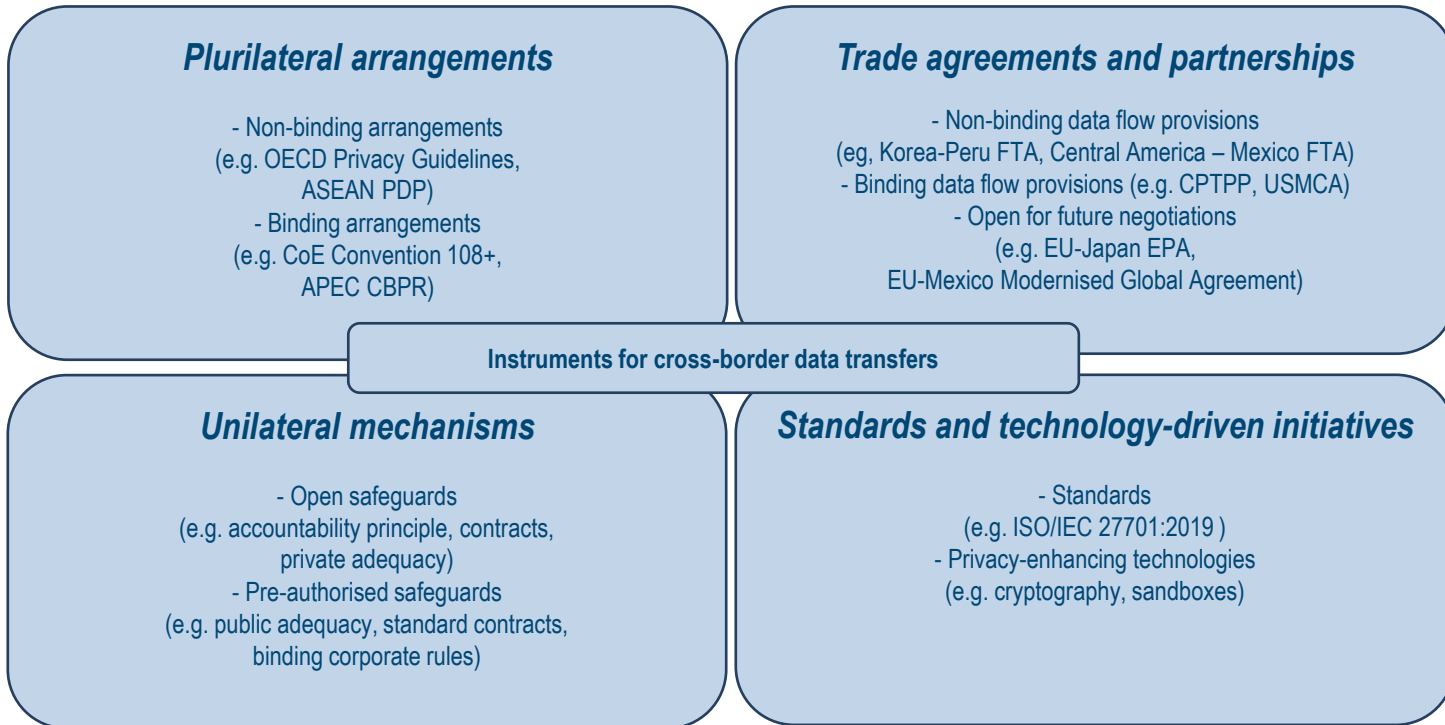 Plurilateral arrangements
- Non-binding arrangements
(e.g. OECD Privacy Guidelines,
ASEAN PDP)
- Binding arrangements
(e.g. CoE Convention 108+,
APEC CBPR)
Trade agreements and partnerships
- Non-binding data flow provisions
(eg, Korea-Peru FTA, Central America – Mexico FTA)
- Binding data flow provisions (e.g. CPTPP, USMCA)
- Open for future negotiations
(e.g. EU-Japan EPA,
EU-Mexico Modernised Global Agreement)
Instruments for cross-border data transfers
Unilateral mechanisms
- Open safeguards
(e.g. accountability principle, contracts,
private adequacy)
- Pre-authorised safeguards
(e.g. public adequacy, standard contracts,
binding corporate rules)
Standards and technology-driven initiatives
- Standards
(e.g. ISO/IEC 27701:2019 )
- Privacy-enhancing technologies
(e.g. cryptography, sandboxes)